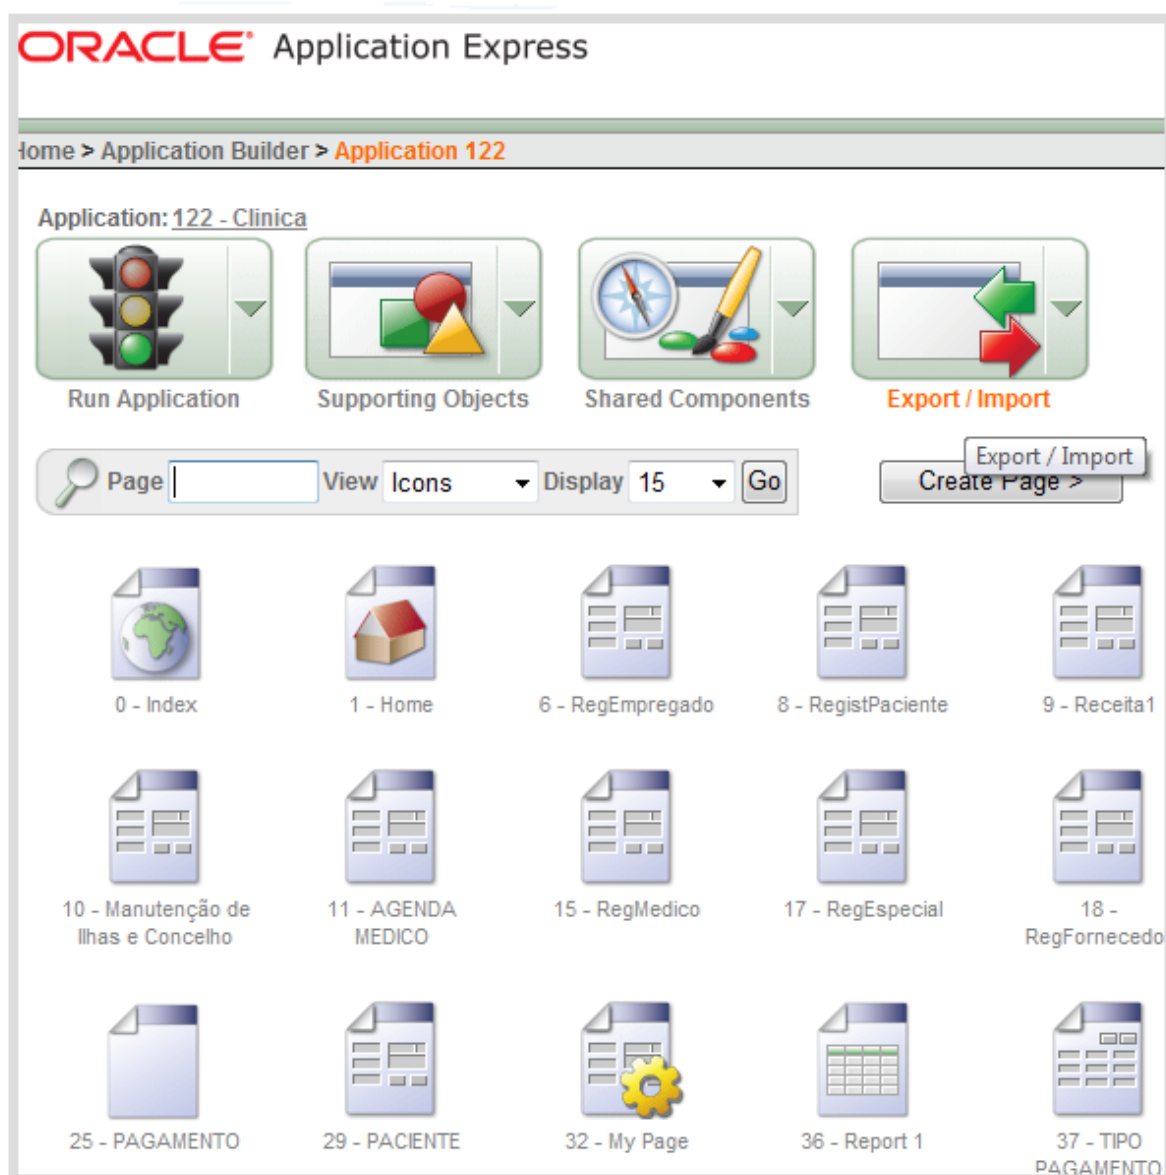 ORACLE Application Express
Home > Application Builder > Application 122
Application: 122 - Clinica
Run Application Supporting Objects Shared Components Export / Import
Export / Import
Page View Icons Display 15 Go Create Page >
0 - Index 1 - Home 6 - RegEmpregado 8 - RegistPaciente 9 - Receita1
10 - Manutenção de 11 - AGENDA 15 - RegMedico 17 - RegEspecial 18 -
Ilhas e Concelho MEDICO RegFornecedo
25 - PAGAMENTO 29 - PACIENTE 32 - My Page 36 - Report 1 37 - TIPO
PAGAMENTO